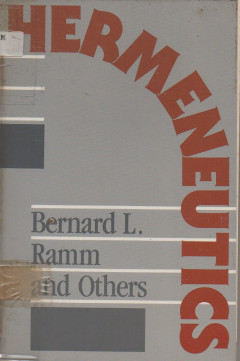 HERMENEUTICS
Bernard L.
Ramm
and Others